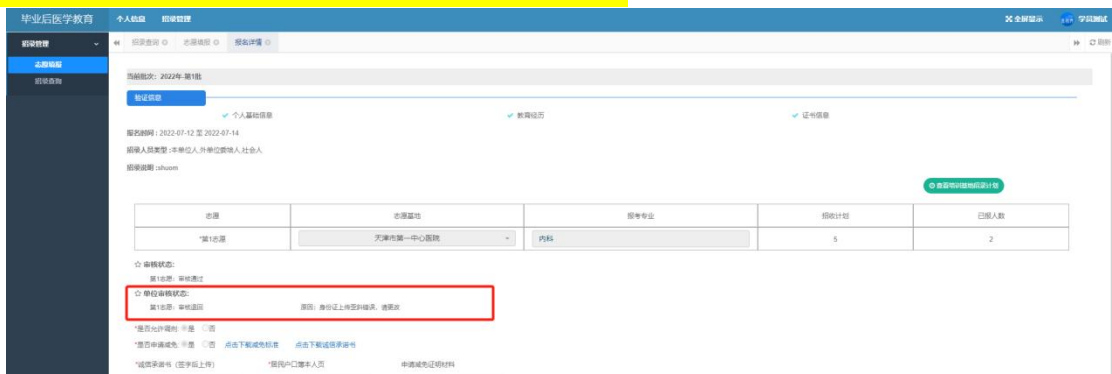 毕业后医学教育 个人信息 招录管理 全屏显示 学员测试
招录管理 招录查询 志愿填报 报名详情 刷新
志愿填报
招录查询
当前批次: 2022年-第1批
验证信息
个人基础信息 教育经历 证书信息
报名时间 : 2022-07-12 至 2022-07-14
招录人员类型 :本单位人,外单位委培人,社会人
招录说明 :shuom
查看培训基地招录计划
志愿 志愿基地 报考专业 招收计划 已报人数
*第1志愿 天津市第一中心医院 内科 5 2
☆ 审核状态:
第1志愿: 审核通过
☆ 单位审核状态:
第1志愿: 审核退回 原因: 身份证上传受到错误, 请更改
*是否允许调剂: 是 否
*是否申请减免: 是 否 点击下载减免标准 点击下载诚信承诺书
*诚信承诺书 (签字后上传) *居民户口簿本人页 申请减免证明材料